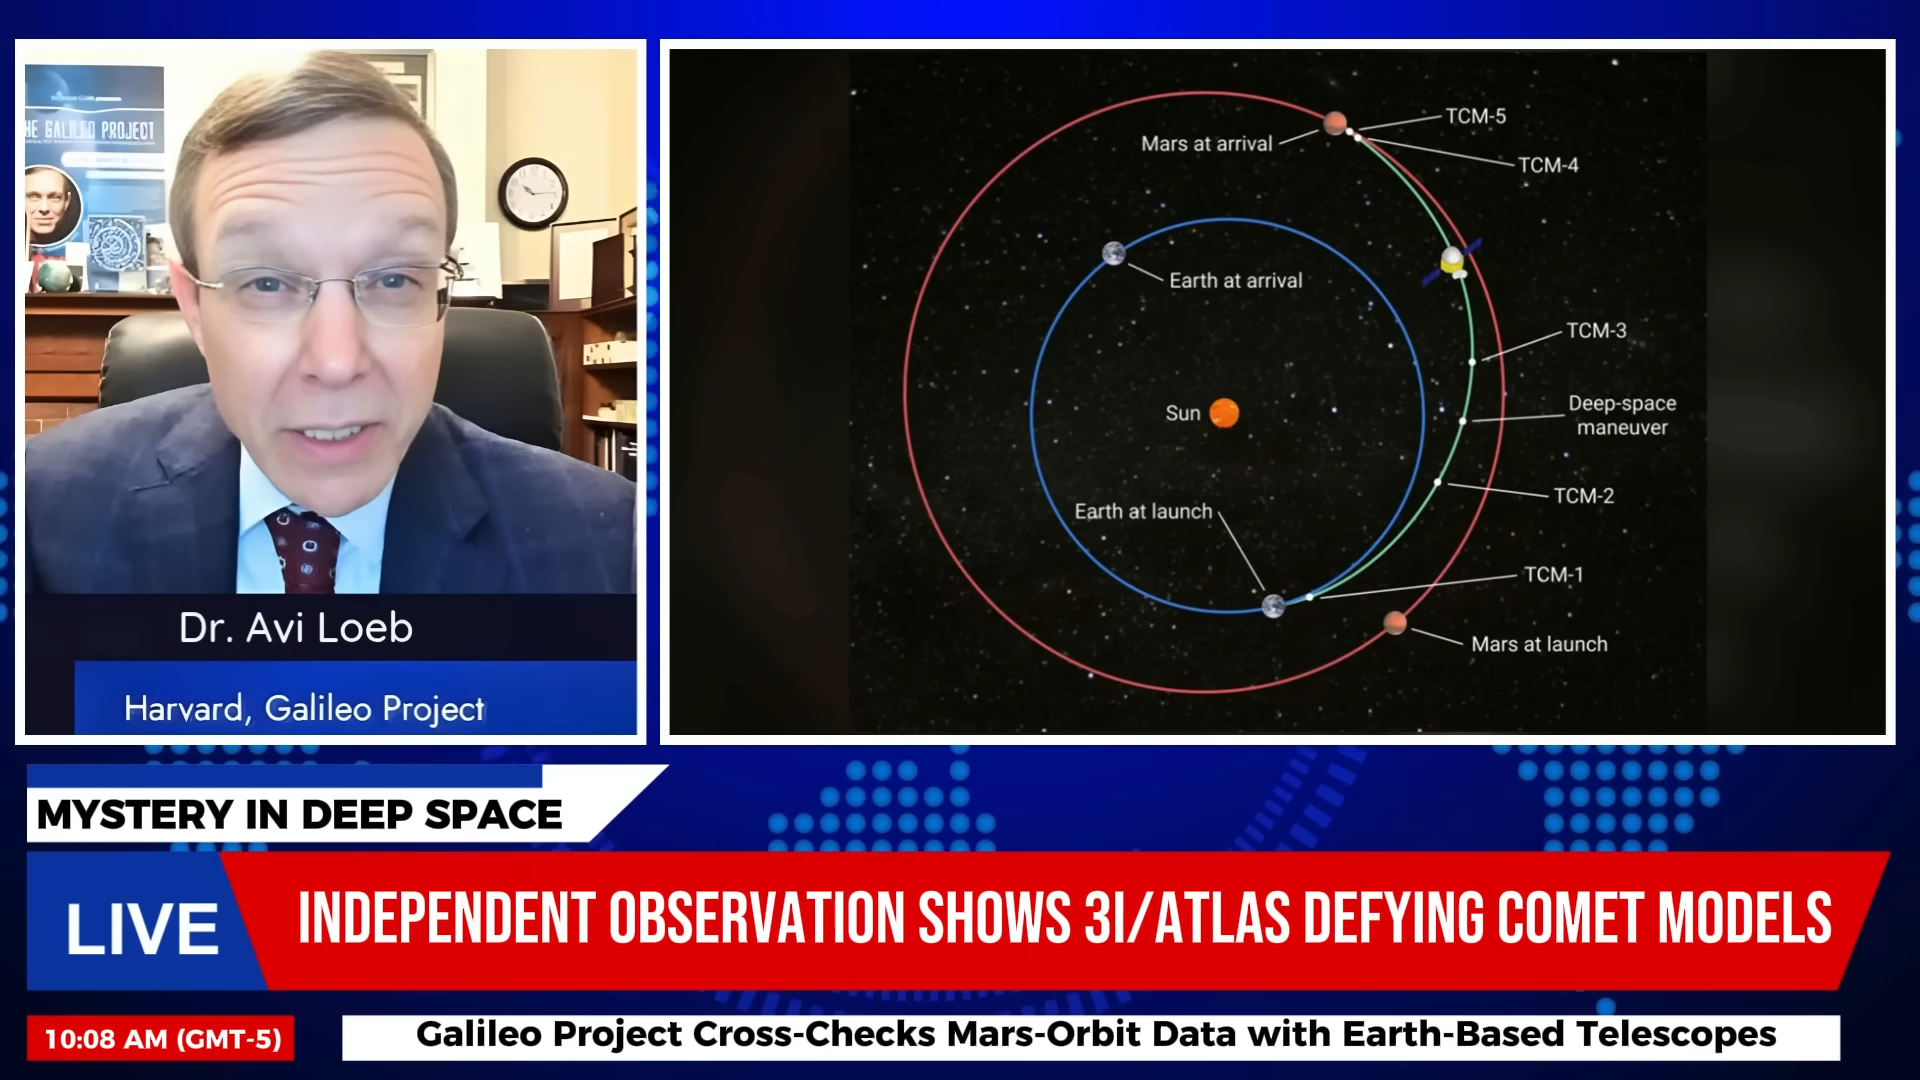 THE GALILEO PROJECT
Dr. Avi Loeb
Harvard, Galileo Project
Mars at arrival
TCM-5
TCM-4
Earth at arrival
TCM-3
Sun
Deep-space
maneuver
TCM-2
Earth at launch
TCM-1
Mars at launch
MYSTERY IN DEEP SPACE
LIVE
INDEPENDENT OBSERVATION SHOWS 3I/ATLAS DEFYING COMET MODELS
10:08 AM (GMT-5)
Galileo Project Cross-Checks Mars-Orbit Data with Earth-Based Telescopes